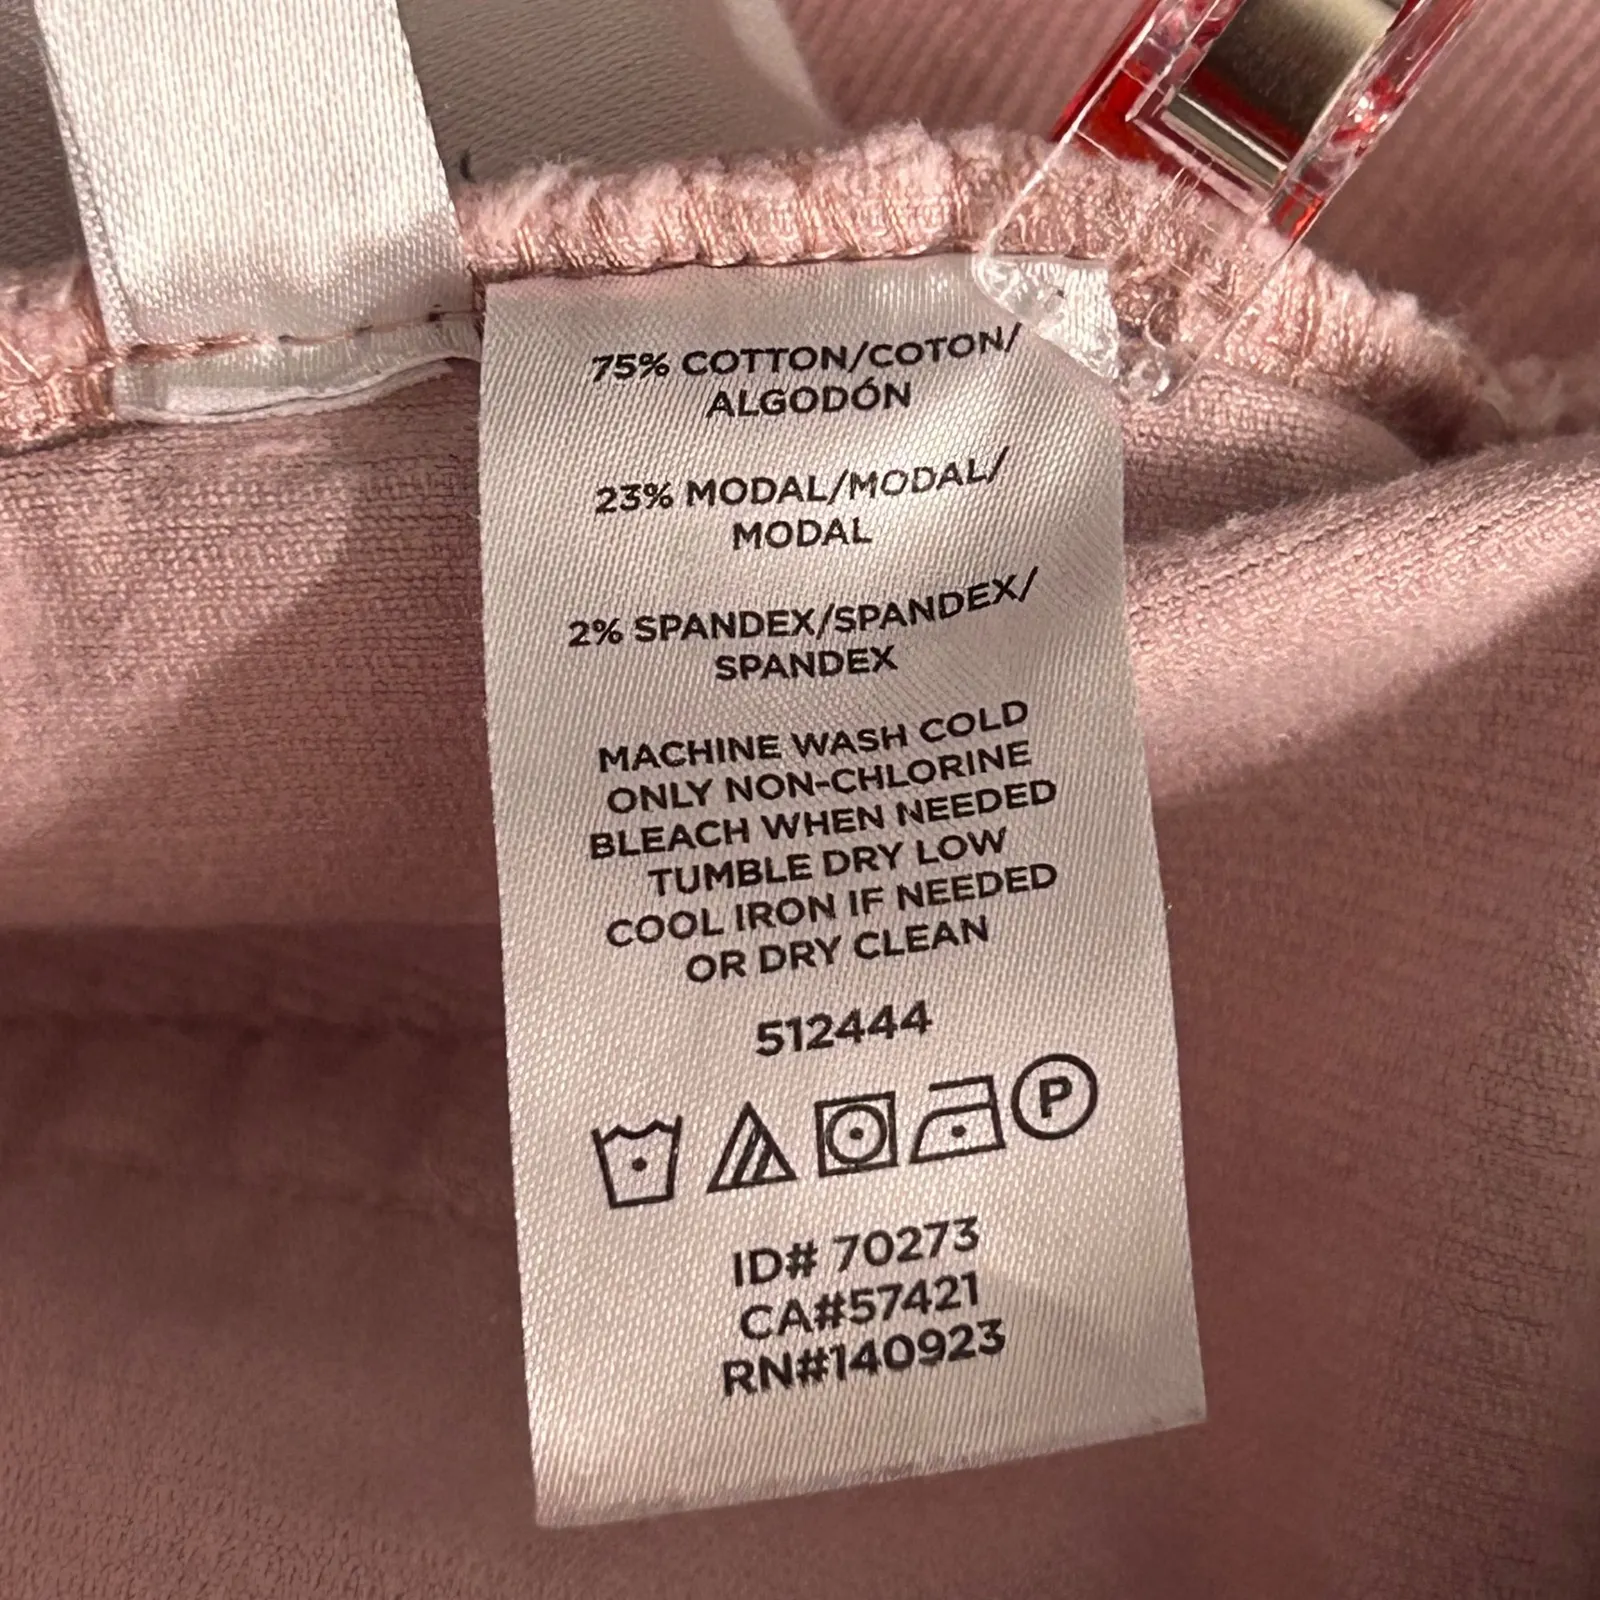 75% COTTON/COTON/
ALGODÓN
23% MODAL/MODAL/
MODAL
2% SPANDEX/SPANDEX/
SPANDEX
MACHINE WASH COLD
ONLY NON-CHLORINE
BLEACH WHEN NEEDED
TUMBLE DRY LOW
COOL IRON IF NEEDED
OR DRY CLEAN
512444
P
ID# 70273
CA#57421
RN#140923